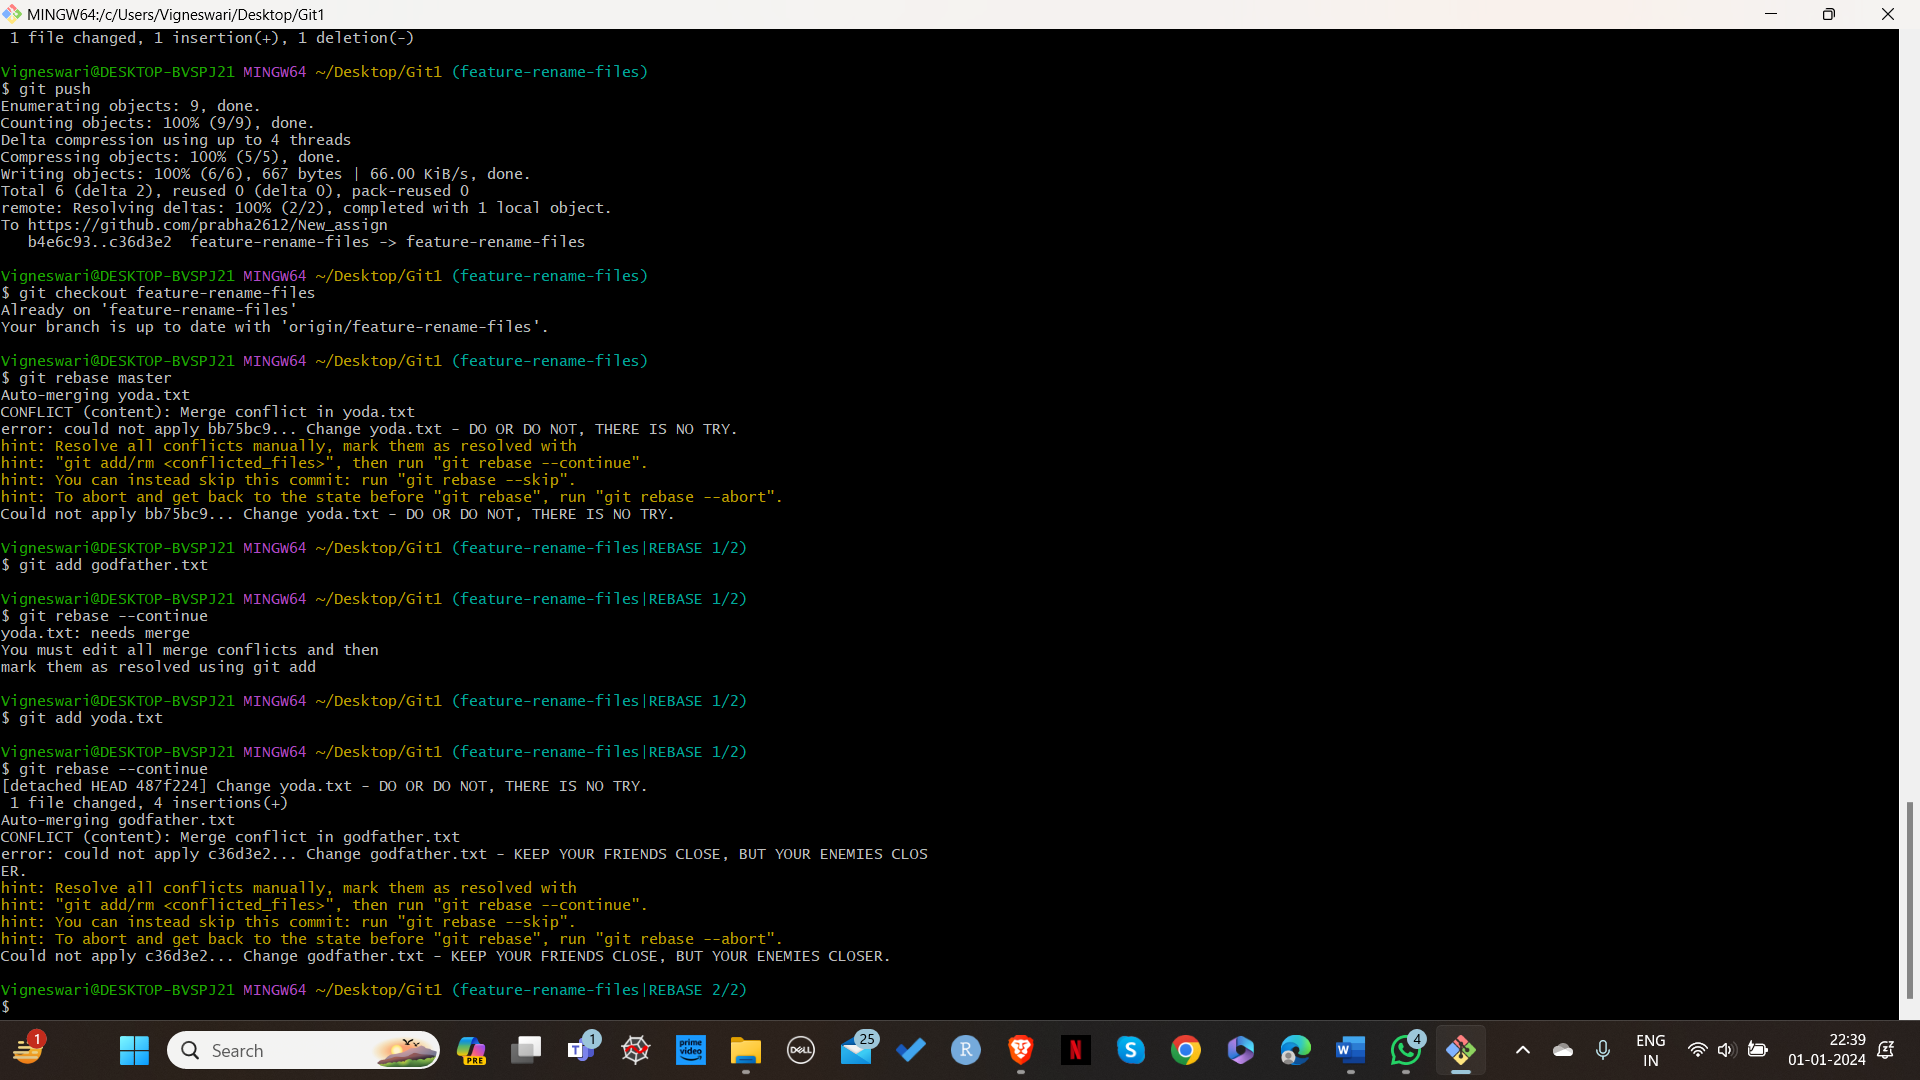 MINGW64:/c/Users/Vigneswari/Desktop/Git1
1 file changed, 1 insertion(+), 1 deletion(-)
Vigneswari@DESKTOP-BVSPJ21 MINGW64 ~/Desktop/Git1 (feature-rename-files)
$ git push
Enumerating objects: 9, done.
Counting objects: 100% (9/9), done.
Delta compression using up to 4 threads
Compressing objects: 100% (5/5), done.
Writing objects: 100% (6/6), 667 bytes | 66.00 KiB/s, done.
Total 6 (delta 2), reused 0 (delta 0), pack-reused 0
remote: Resolving deltas: 100% (2/2), completed with 1 local object.
To https://github.com/prabha2612/New_assign
b4e6c93..c36d3e2  feature-rename-files -> feature-rename-files
Vigneswari@DESKTOP-BVSPJ21 MINGW64 ~/Desktop/Git1 (feature-rename-files)
$ git checkout feature-rename-files
Already on 'feature-rename-files'
Your branch is up to date with 'origin/feature-rename-files'.
Vigneswari@DESKTOP-BVSPJ21 MINGW64 ~/Desktop/Git1 (feature-rename-files)
$ git rebase master
Auto-merging yoda.txt
CONFLICT (content): Merge conflict in yoda.txt
error: could not apply bb75bc9... Change yoda.txt - DO OR DO NOT, THERE IS NO TRY.
hint: Resolve all conflicts manually, mark them as resolved with
hint: "git add/rm <conflicted_files>", then run "git rebase --continue".
hint: You can instead skip this commit: run "git rebase --skip".
hint: To abort and get back to the state before "git rebase", run "git rebase --abort".
Could not apply bb75bc9... Change yoda.txt - DO OR DO NOT, THERE IS NO TRY.
Vigneswari@DESKTOP-BVSPJ21 MINGW64 ~/Desktop/Git1 (feature-rename-files|REBASE 1/2)
$ git add godfather.txt
Vigneswari@DESKTOP-BVSPJ21 MINGW64 ~/Desktop/Git1 (feature-rename-files|REBASE 1/2)
$ git rebase --continue
yoda.txt: needs merge
You must edit all merge conflicts and then
mark them as resolved using git add
Vigneswari@DESKTOP-BVSPJ21 MINGW64 ~/Desktop/Git1 (feature-rename-files|REBASE 1/2)
$ git add yoda.txt
Vigneswari@DESKTOP-BVSPJ21 MINGW64 ~/Desktop/Git1 (feature-rename-files|REBASE 1/2)
$ git rebase --continue
[detached HEAD 487f224] Change yoda.txt - DO OR DO NOT, THERE IS NO TRY.
1 file changed, 4 insertions(+)
Auto-merging godfather.txt
CONFLICT (content): Merge conflict in godfather.txt
error: could not apply c36d3e2... Change godfather.txt - KEEP YOUR FRIENDS CLOSE, BUT YOUR ENEMIES CLOS
ER.
hint: Resolve all conflicts manually, mark them as resolved with
hint: "git add/rm <conflicted_files>", then run "git rebase --continue".
hint: You can instead skip this commit: run "git rebase --skip".
hint: To abort and get back to the state before "git rebase", run "git rebase --abort".
Could not apply c36d3e2... Change godfather.txt - KEEP YOUR FRIENDS CLOSE, BUT YOUR ENEMIES CLOSER.
Vigneswari@DESKTOP-BVSPJ21 MINGW64 ~/Desktop/Git1 (feature-rename-files|REBASE 2/2)
$
1
Search
PRE
1
prime video
DELL
25
R
N
S
W
4
ENG
IN
22:39
01-01-2024